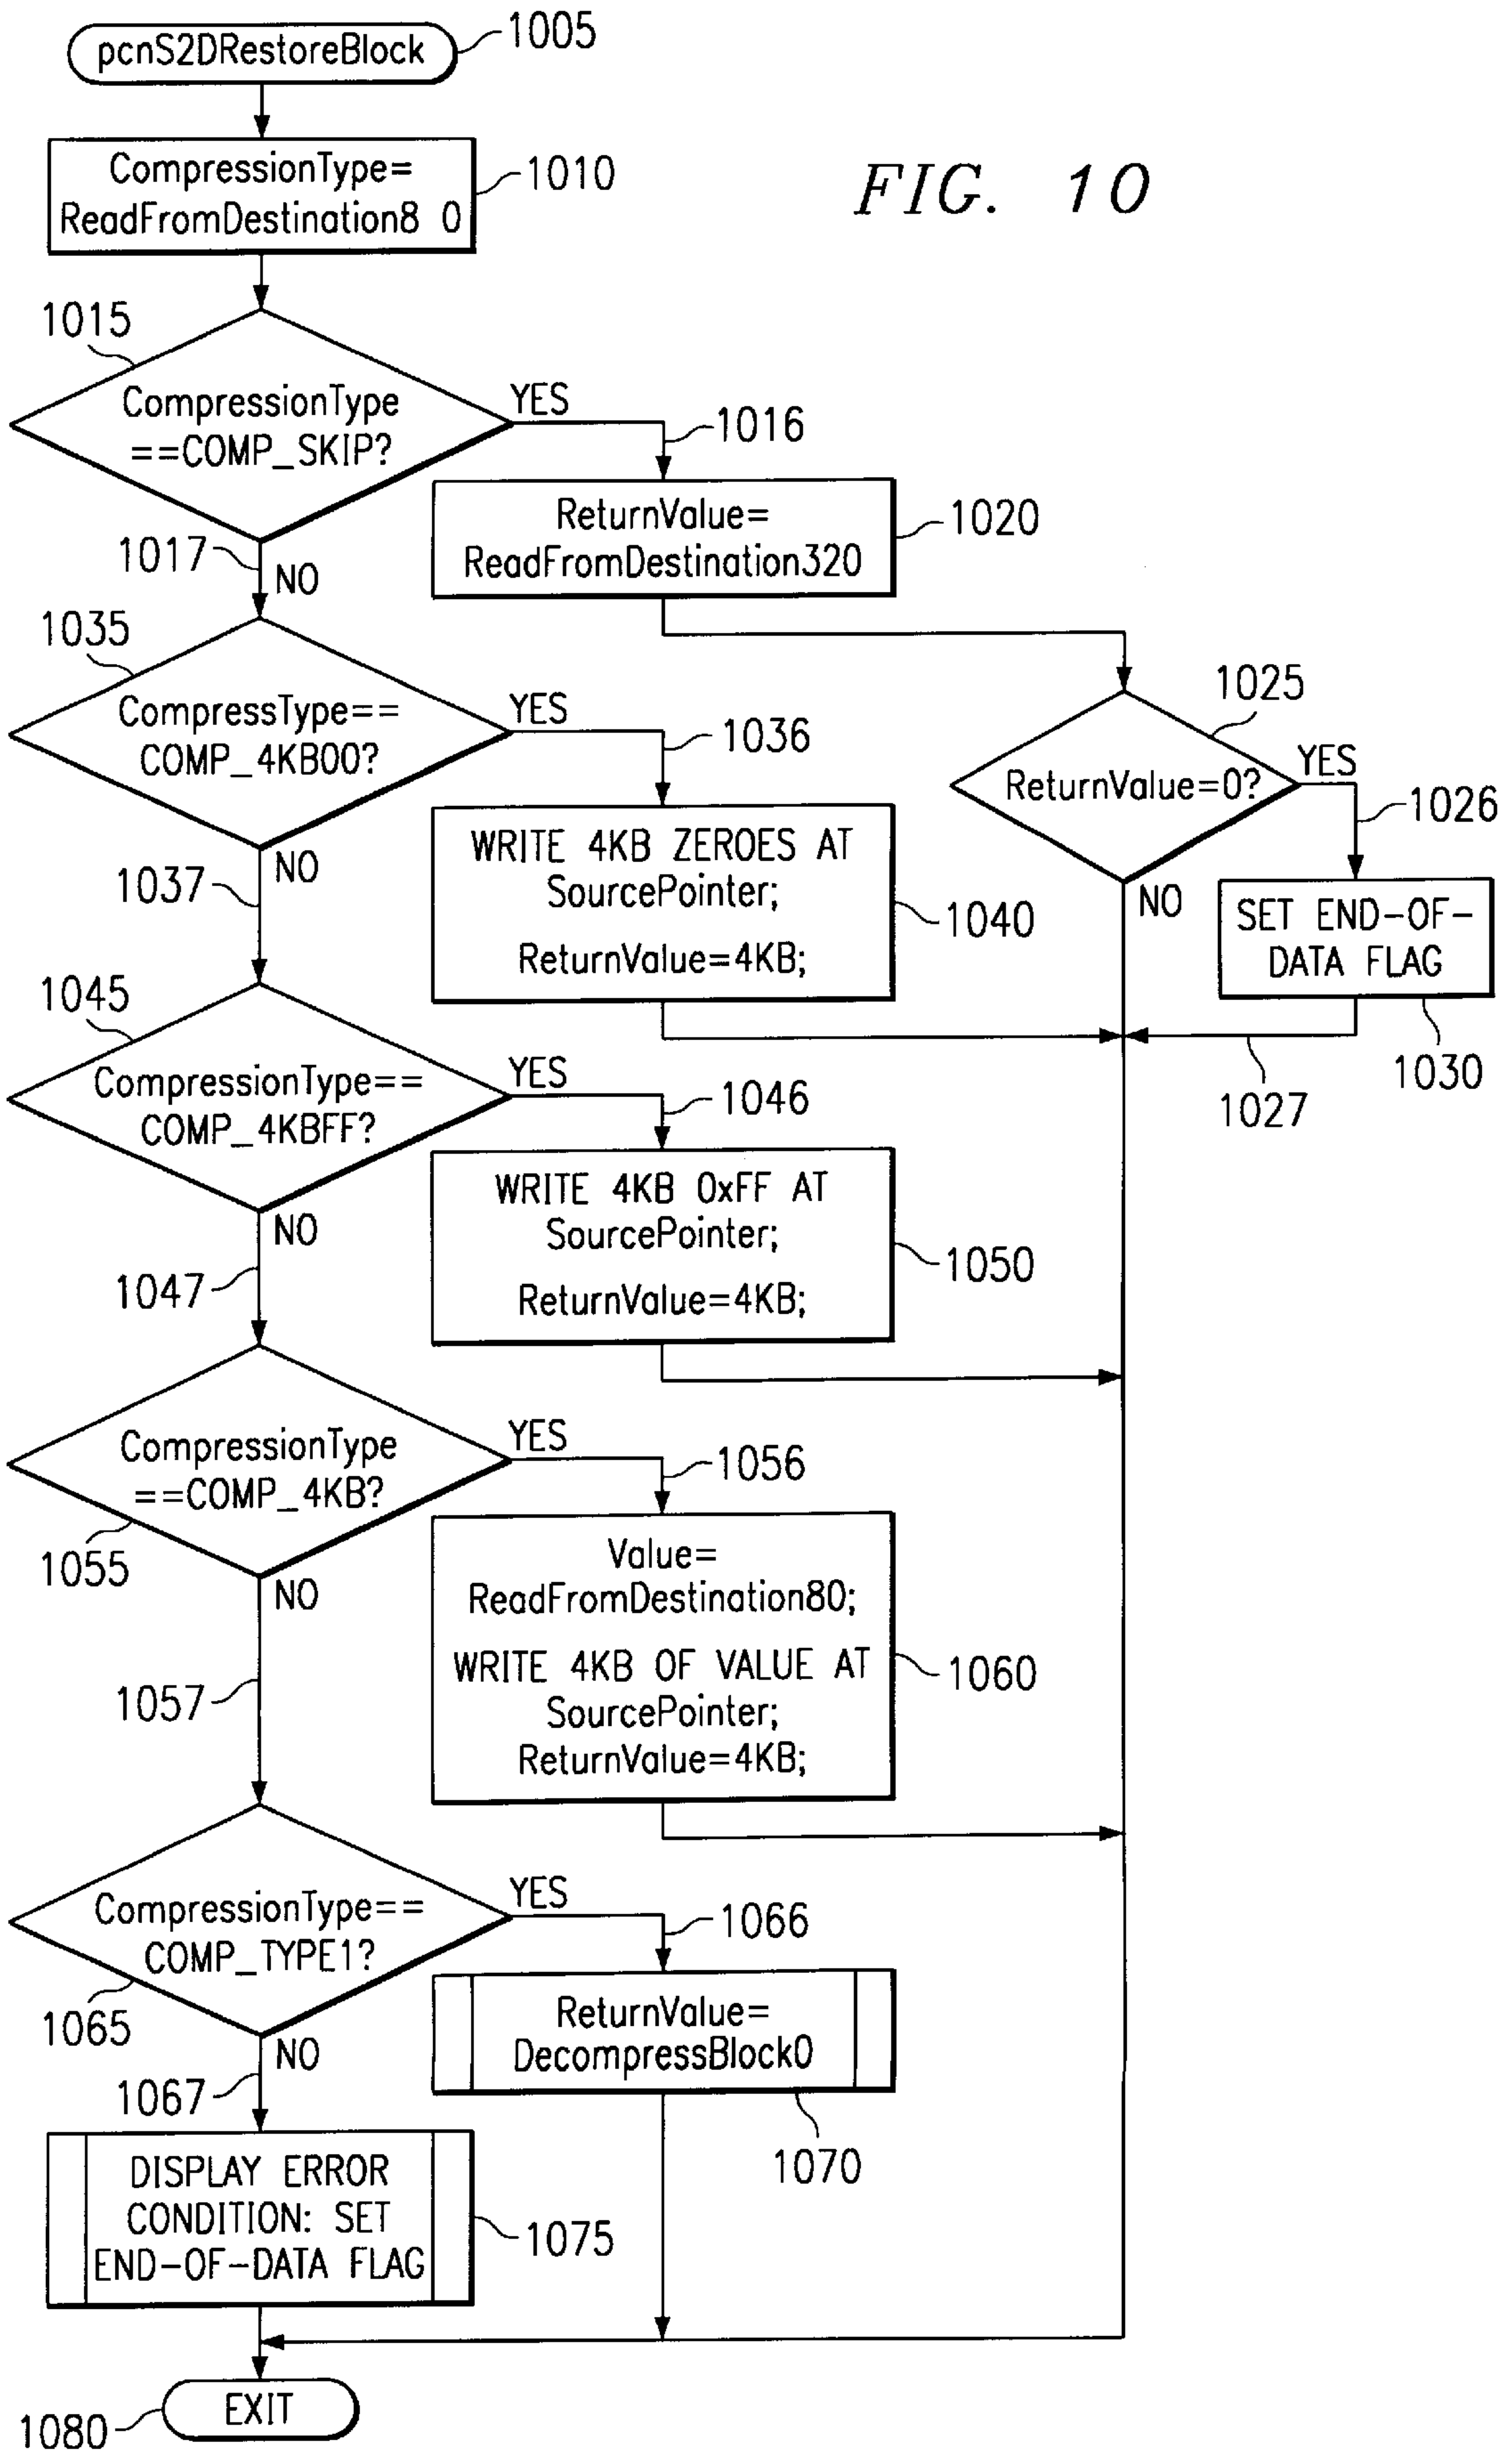 pcnS2DRestoreBlock
1005
CompressionType=
ReadFromDestination8 0
1010
FIG. 10
1015
CompressionType
==COMP_SKIP?
YES
1016
1017
NO
ReturnValue=
ReadFromDestination320
1020
1035
CompressType==
COMP_4KB00?
YES
1036
1037
NO
1025
ReturnValue=0?
YES
1026
NO
WRITE 4KB ZEROES AT
SourcePointer;
ReturnValue=4KB;
1040
SET END-OF-
DATA FLAG
1027
1030
1045
CompressionType==
COMP_4KBFF?
YES
1046
1047
NO
WRITE 4KB 0xFF AT
SourcePointer;
ReturnValue=4KB;
1050
CompressionType
==COMP_4KB?
1055
YES
1056
NO
1057
Value=
ReadFromDestination80;
WRITE 4KB OF VALUE AT
SourcePointer;
ReturnValue=4KB;
1060
CompressionType==
COMP_TYPE1?
1065
YES
1066
NO
1067
ReturnValue=
DecompressBlock0
1070
DISPLAY ERROR
CONDITION: SET
END-OF-DATA FLAG
1075
EXIT
1080